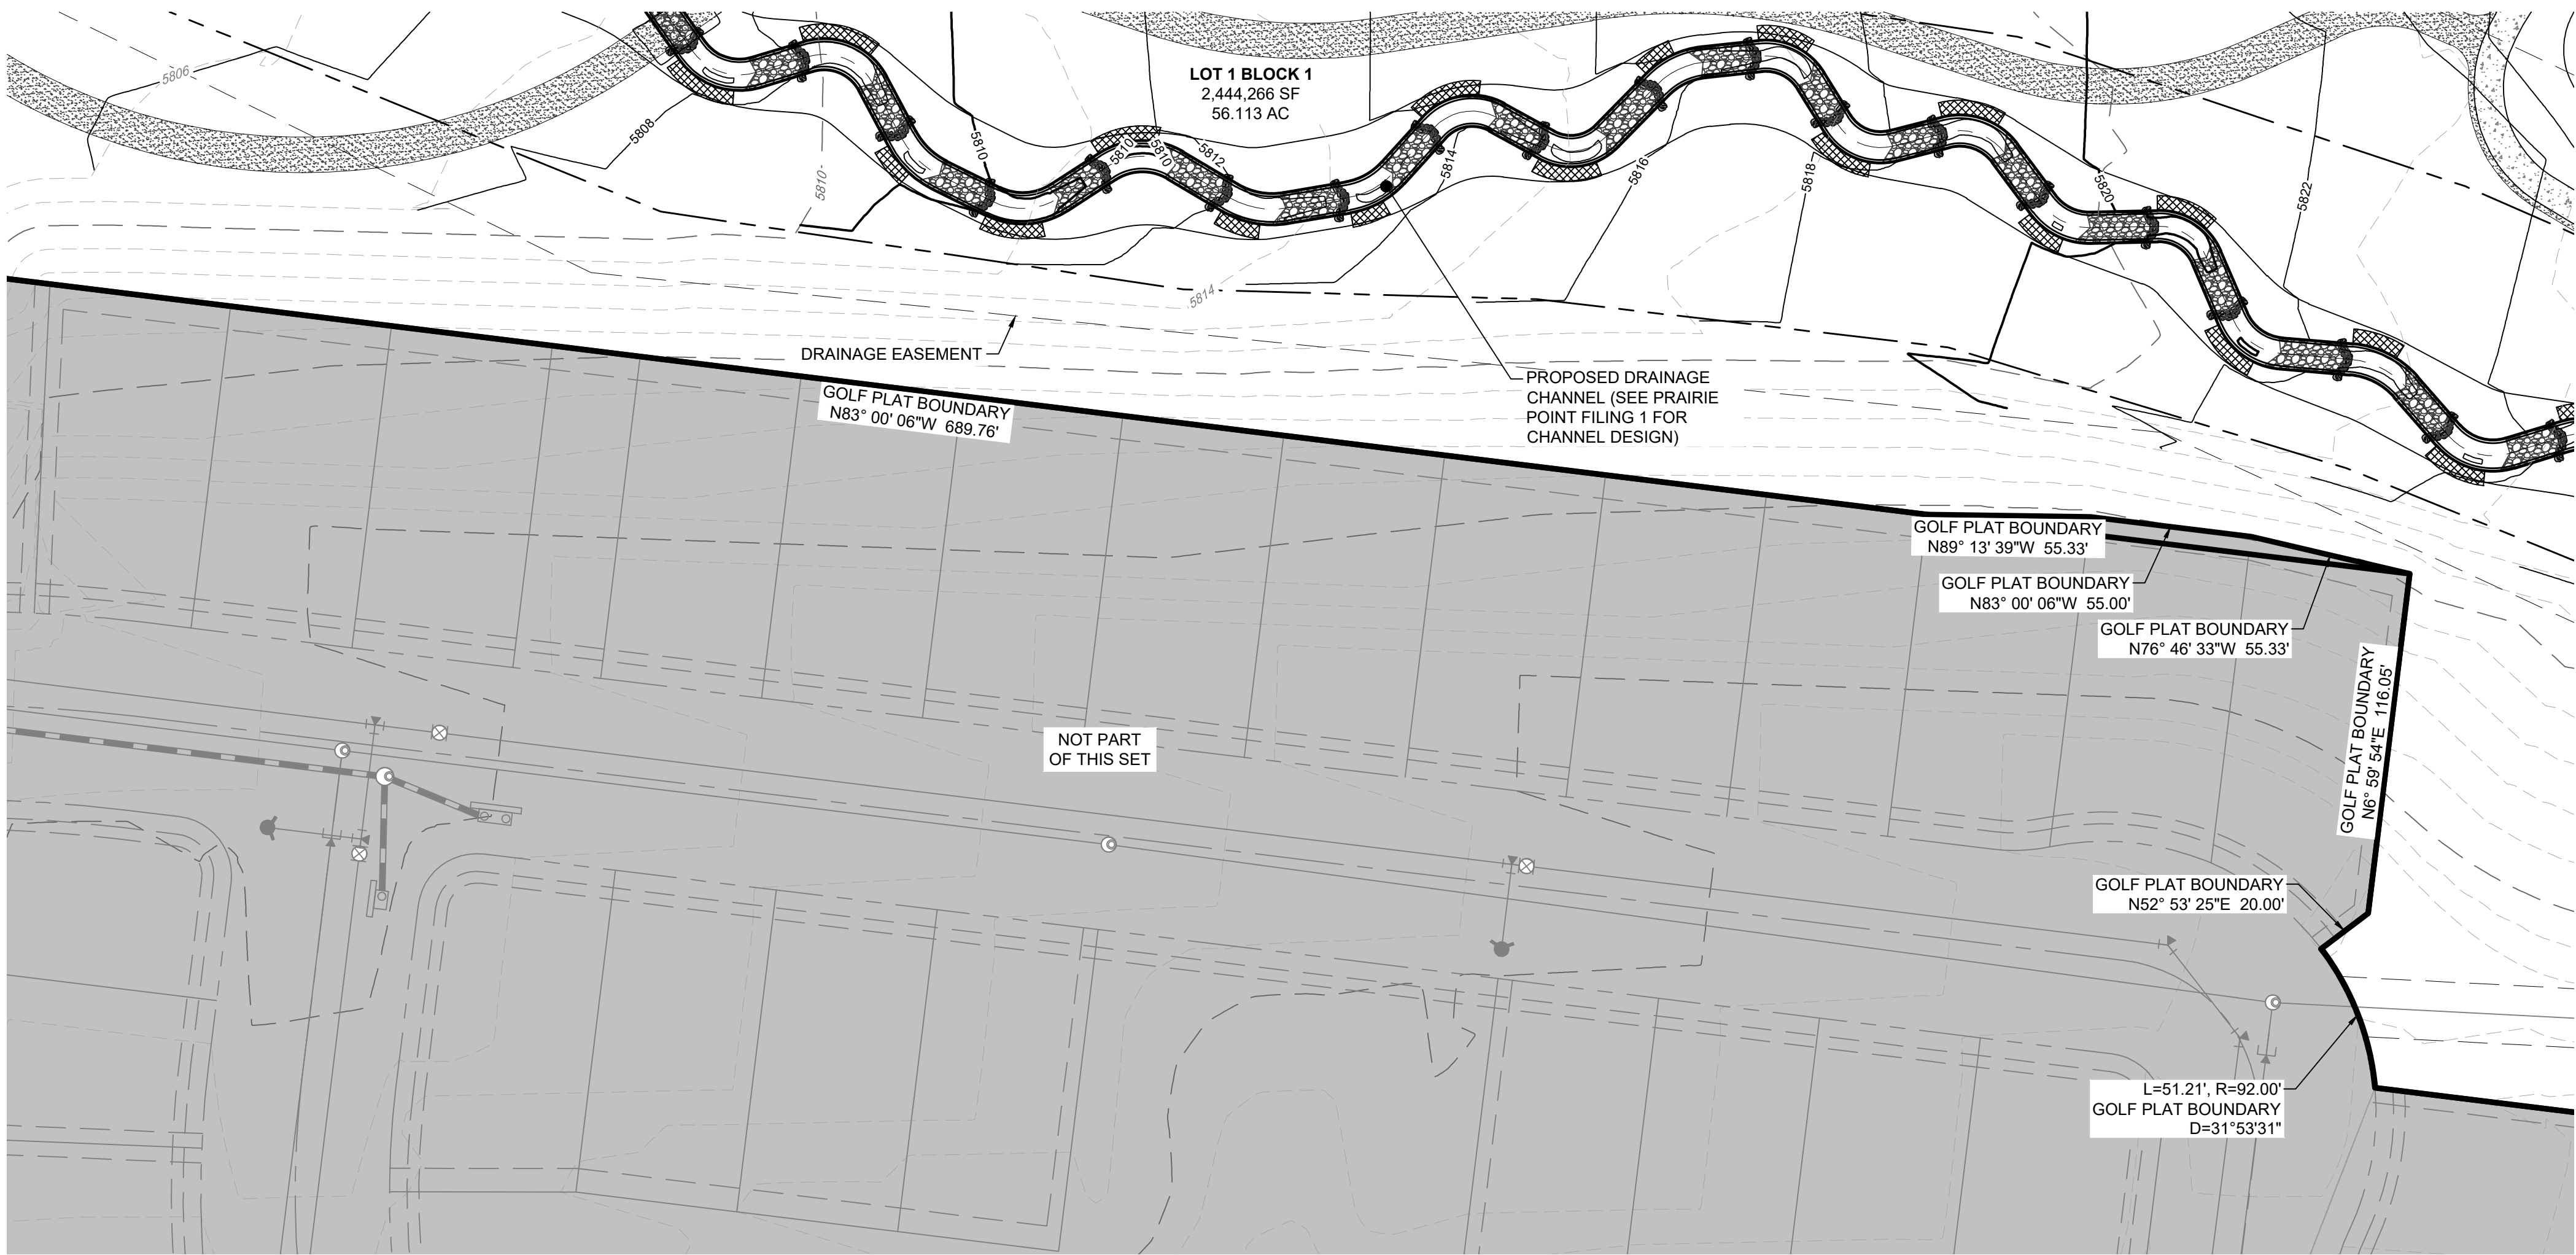 5806
5808
5810
5810
LOT 1 BLOCK 1
2,444,266 SF
56.113 AC
5810
5810
5812
5814
5816
5818
5820
5822
5814
DRAINAGE EASEMENT
PROPOSED DRAINAGE
CHANNEL (SEE PRAIRIE
POINT FILING 1 FOR
CHANNEL DESIGN)
GOLF PLAT BOUNDARY
N83° 00' 06"W 689.76'
GOLF PLAT BOUNDARY
N89° 13' 39"W 55.33'
GOLF PLAT BOUNDARY
N83° 00' 06"W 55.00'
GOLF PLAT BOUNDARY
N76° 46' 33"W 55.33'
GOLF PLAT BOUNDARY
N6° 59' 54"E 116.05'
NOT PART
OF THIS SET
GOLF PLAT BOUNDARY
N52° 53' 25"E 20.00'
L=51.21', R=92.00'
GOLF PLAT BOUNDARY
D=31°53'31"